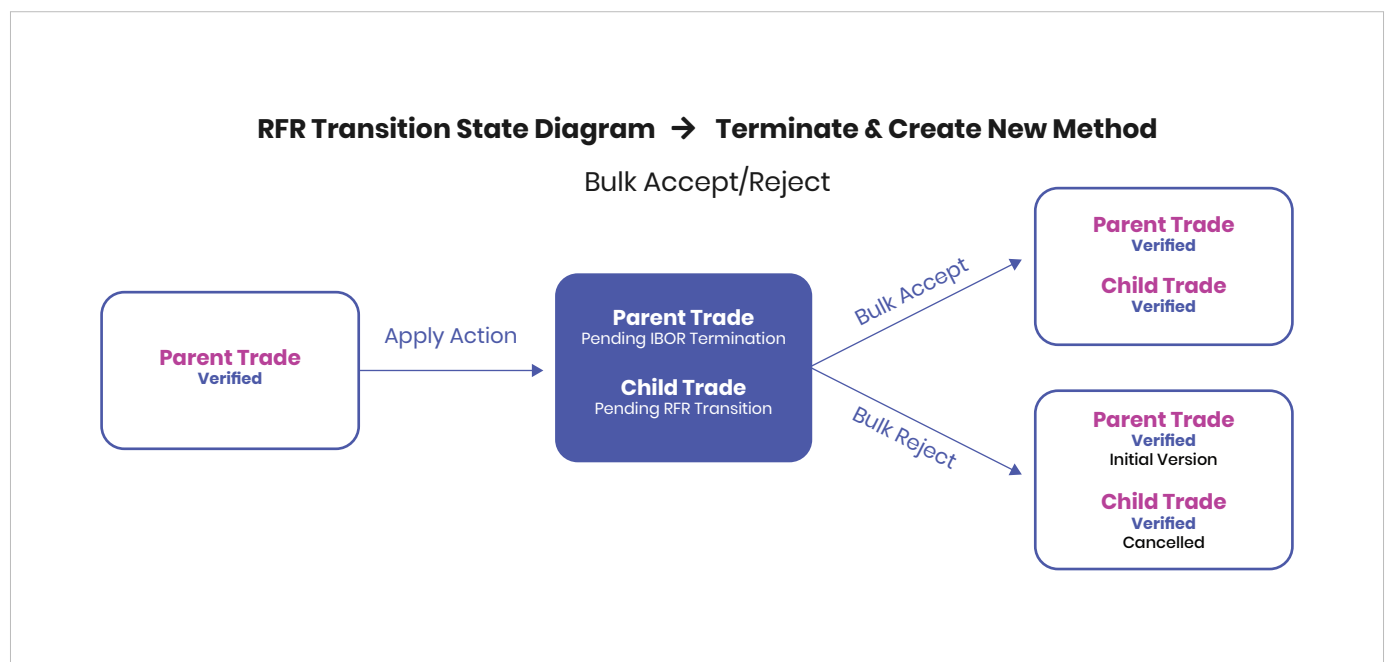 RFR Transition State Diagram → Terminate & Create New Method
Bulk Accept/Reject
Parent Trade
Verified
Apply Action
Parent Trade
Pending IBOR Termination
Child Trade
Pending RFR Transition
Bulk Accept
Parent Trade
Verified
Child Trade
Verified
Bulk Reject
Parent Trade
Verified
Initial Version
Child Trade
Verified
Cancelled